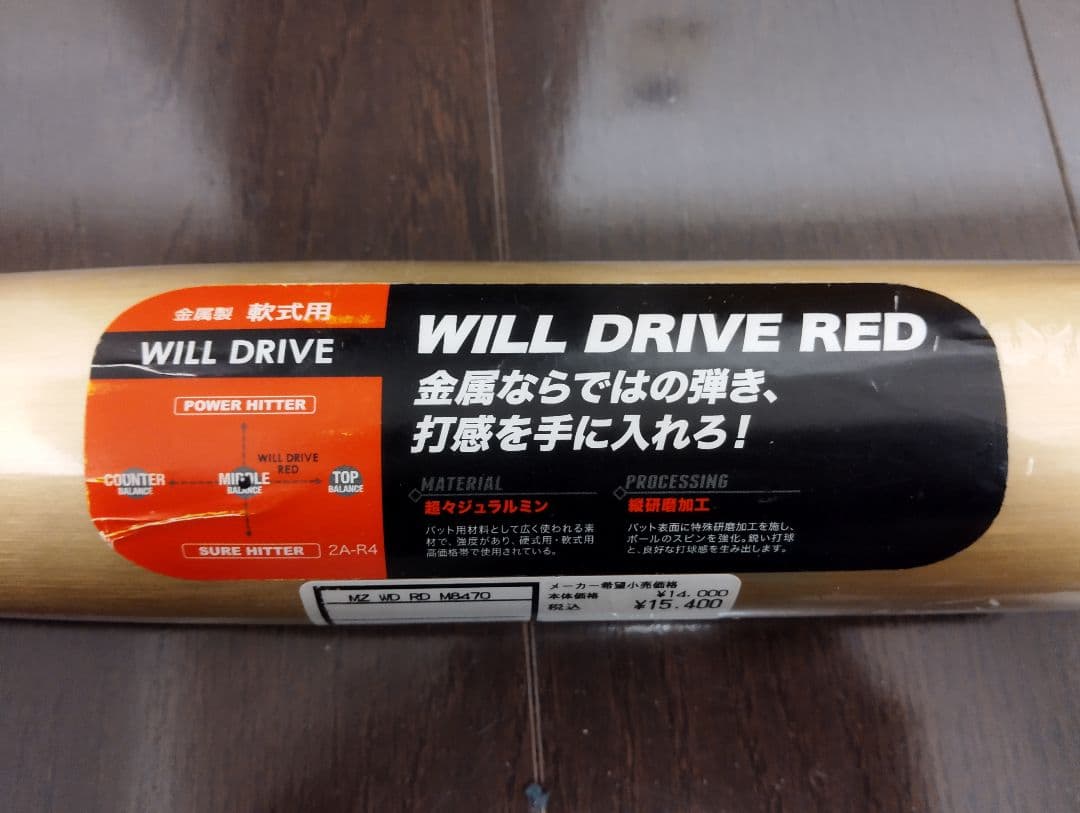 金属製 軟式用
WILL DRIVE
POWER HITTER
WILL DRIVE
RED
COUNTER
BALANCE
MIDDLE
BALANCE
TOP
BALANCE
SURE HITTER 2A-R4
WILL DRIVE RED
金属ならではの弾き、
打感を手に入れろ！
MATERIAL
超々ジュラルミン
バット用材料として広く使われる素
材で、強度があり、硬式用・軟式用
高価格帯で使用されている。
PROCESSING
縦研磨加工
バット表面に特殊研磨加工を施し、
ボールのスピンを強化。鋭い打球
と、良好な打球感を生み出します。
MZ WD RD M8470
メーカー希望小売価格
本体価格 ¥14.000
税込 ¥15.400